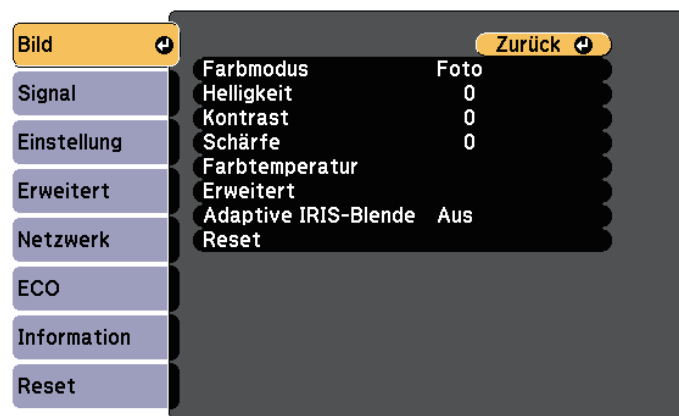 Bild
Signal
Einstellung
Erweitert
Netzwerk
ECO
Information
Reset
Zurück
Farbmodus Foto
Helligkeit 0
Kontrast 0
Schärfe 0
Farbtemperatur
Erweitert
Adaptive IRIS-Blende Aus
Reset